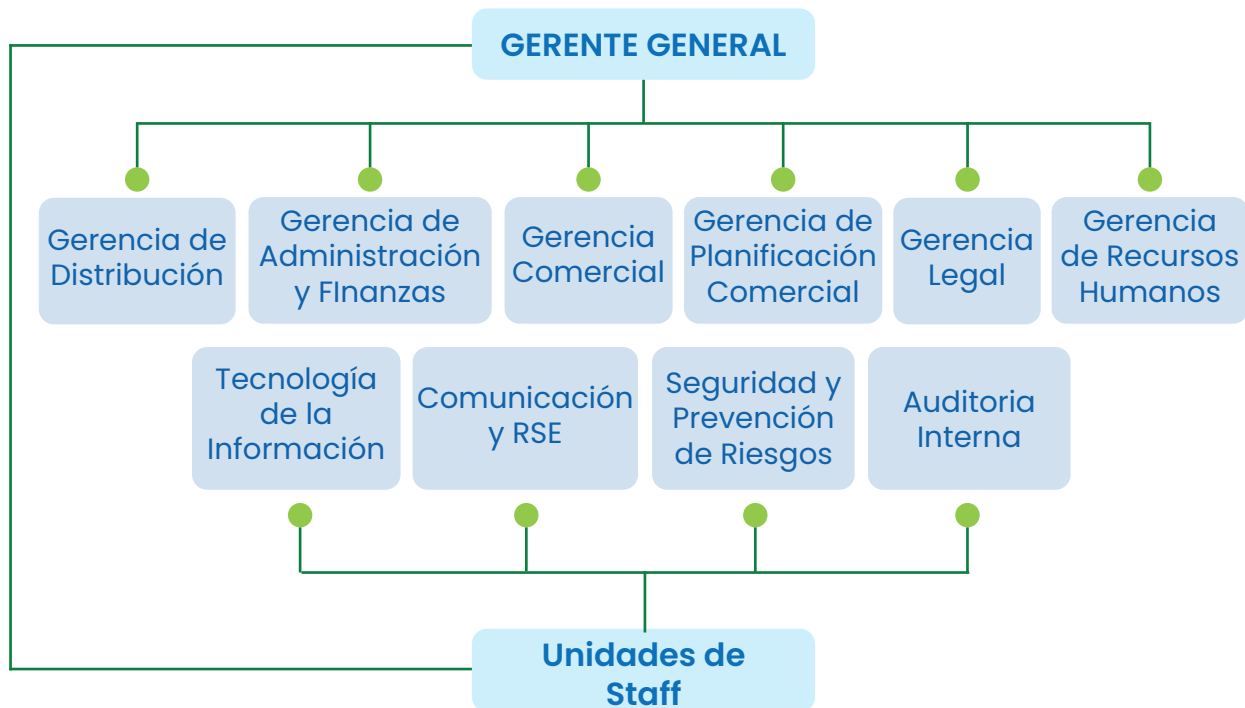 GERENTE GENERAL
Gerencia de
Distribución
Gerencia de
Administración
y FInanzas
Gerencia
Comercial
Gerencia de
Planificación
Comercial
Gerencia
Legal
Gerencia
de Recursos
Humanos
Tecnología
de la
Información
Comunicación
y RSE
Seguridad y
Prevención
de Riesgos
Auditoria
Interna
Unidades de
Staff